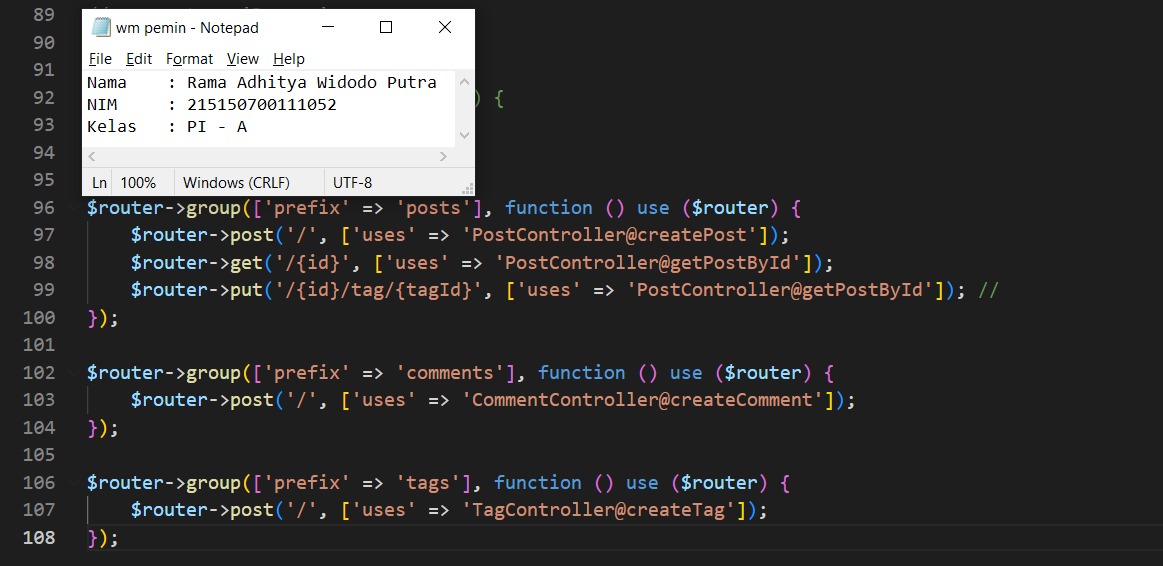 89
wm pemin - Notepad
90
File Edit Format View Help
91
Nama : Rama Adhitya Widodo Putra
92 ) {
NIM : 215150700111052
93
Kelas : PI - A
94
95
Ln 100% Windows (CRLF) UTF-8
96 $router->group(['prefix' => 'posts'], function () use ($router) {
97 $router->post('/', ['uses' => 'PostController@createPost']);
98 $router->get('/{id}', ['uses' => 'PostController@getPostById']);
99 $router->put('/{id}/tag/{tagId}', ['uses' => 'PostController@getPostById']); //
100 });
101
102 $router->group(['prefix' => 'comments'], function () use ($router) {
103 $router->post('/', ['uses' => 'CommentController@createComment']);
104 });
105
106 $router->group(['prefix' => 'tags'], function () use ($router) {
107 $router->post('/', ['uses' => 'TagController@createTag']);
108 });